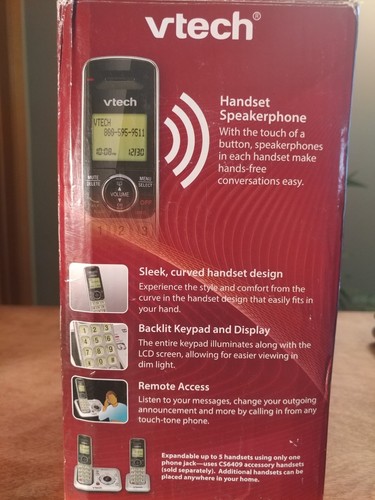 vtech®
Handset
Speakerphone
With the touch of a
button, speakerphones
in each handset make
hands-free
conversations easy.
vtech
VTECH
800-595-9511
10:08 12/30
MUTE
DELETE
MENU
SELECT
VOLUME
OFF
1 2 3
Sleek, curved handset design
Experience the style and comfort from the
curve in the handset design that easily fits in
your hand.
Backlit Keypad and Display
The entire keypad illuminates along with the
LCD screen, allowing for easier viewing in
dim light.
Remote Access
Listen to your messages, change your outgoing
announcement and more by calling in from any
touch-tone phone.
Expandable up to 5 handsets using only one
phone jack—uses CS6409 accessory handsets
(sold separately). Additional handsets can be
placed anywhere in your home.